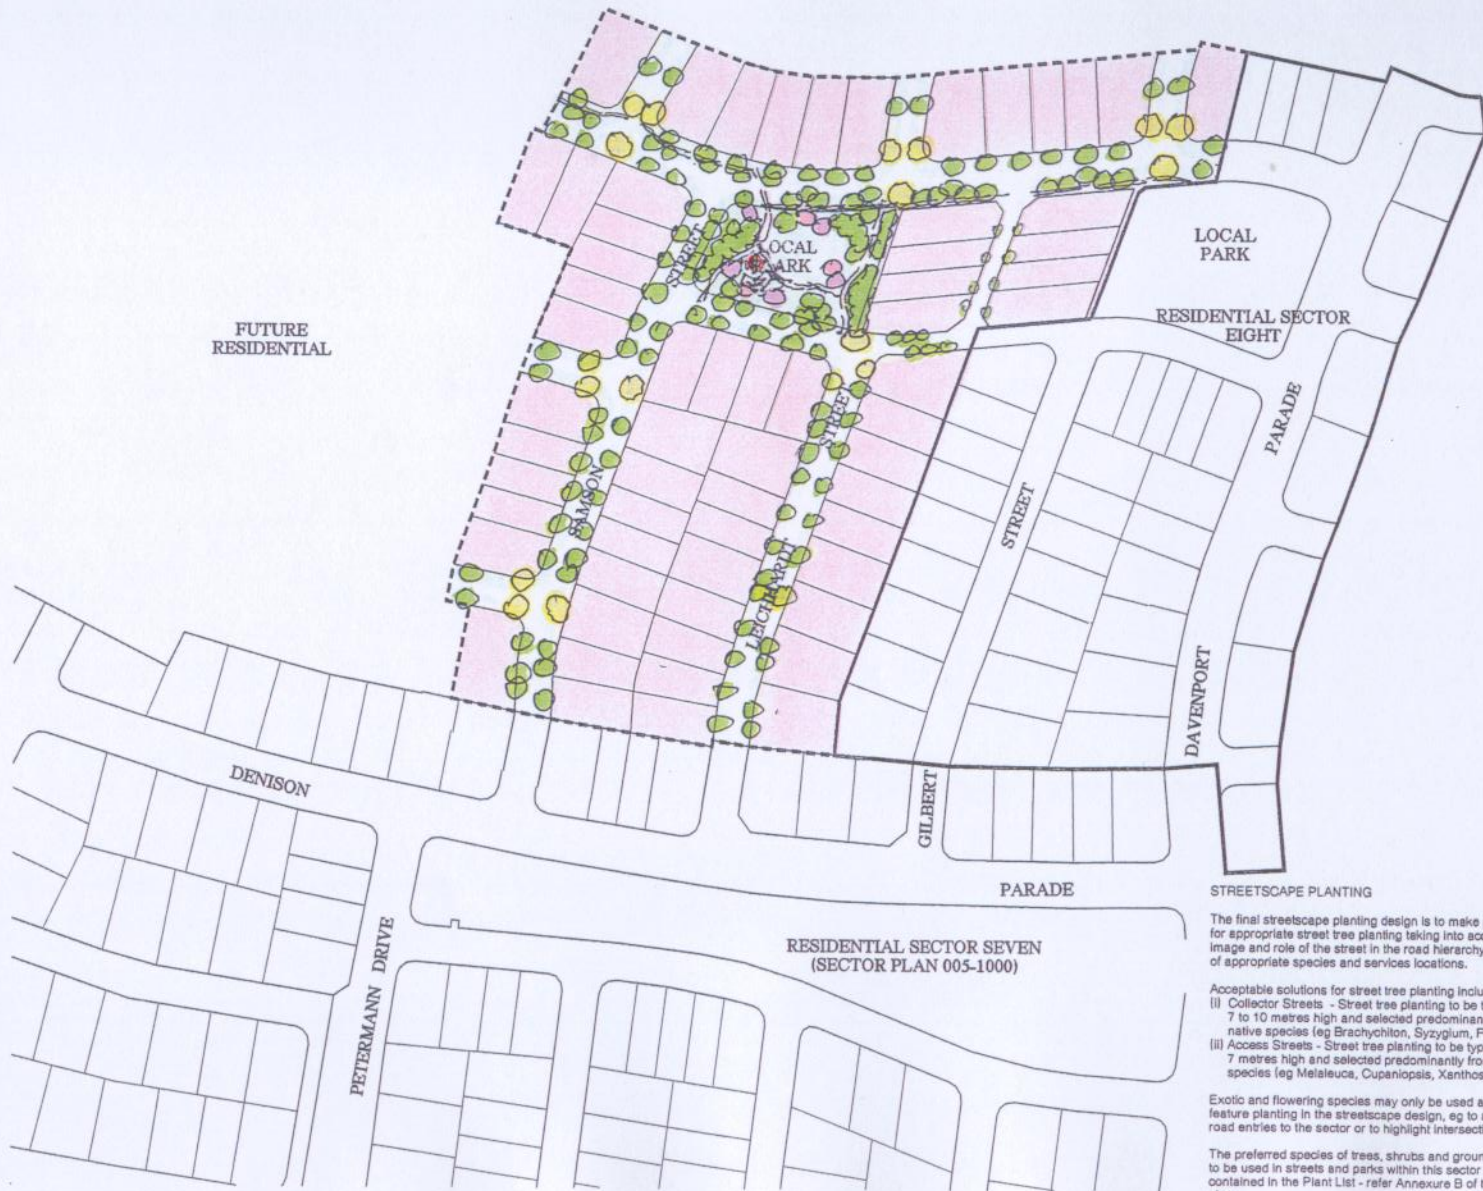 LOCAL
ARK
STREET
LOCAL
PARK
FUTURE
RESIDENTIAL
RESIDENTIAL SECTOR
EIGHT
STREET
PARADE
SAMSON
STREET
LEICHHARDT
DAVENPORT
DENISON
GILBERT
PARADE
PETERMANN DRIVE
RESIDENTIAL SECTOR SEVEN
(SECTOR PLAN 005-1000)
STREETSCAPE PLANTING
The final streetscape planting design is to make
for appropriate street tree planting taking into acc
image and role of the street in the road hierarchy
of appropriate species and services locations.
Acceptable solutions for street tree planting inclu
(i) Collector Streets - Street tree planting to be t
7 to 10 metres high and selected predominan
native species (eg Brachychiton, Syzygium, F
(ii) Access Streets - Street tree planting to be typ
7 metres high and selected predominantly fro
species (eg Melaleuca, Cupaniopsis, Xanthos
Exotic and flowering species may only be used a
feature planting in the streetscape design, eg to
road entries to the sector or to highlight intersecti
The preferred species of trees, shrubs and groun
to be used in streets and parks within this sector
contained in the Plant List - refer Annexure B of